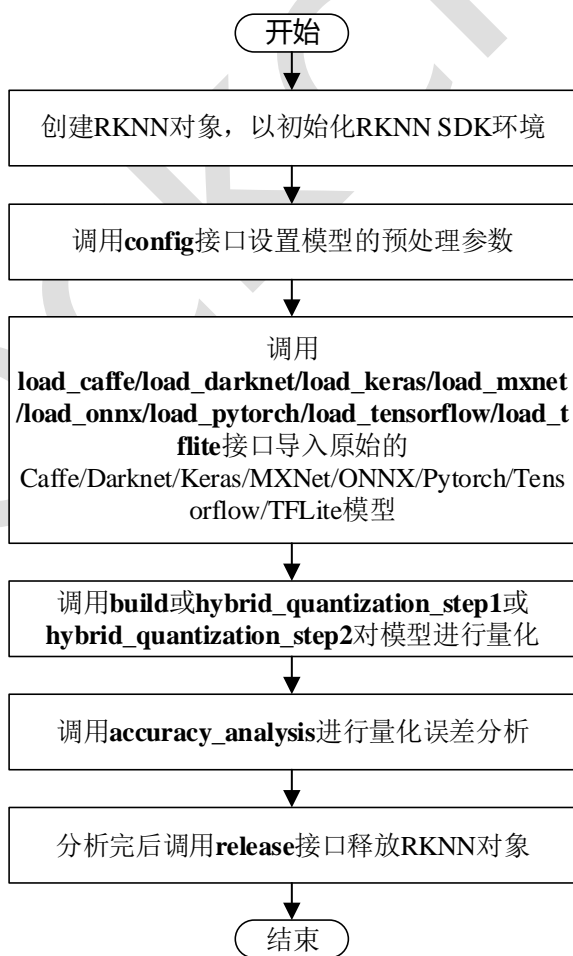 开始
创建RKNN对象，以初始化RKNN SDK环境
调用config接口设置模型的预处理参数
调用
load_caffe/load_darknet/load_keras/load_mxnet
/load_onnx/load_pytorch/load_tensorflow/load_t
flite接口导入原始的
Caffe/Darknet/Keras/MXNet/ONNX/Pytorch/Tens
orflow/TFLite模型
调用build或hybrid_quantization_step1或
hybrid_quantization_step2对模型进行量化
调用accuracy_analysis进行量化误差分析
分析完后调用release接口释放RKNN对象
结束